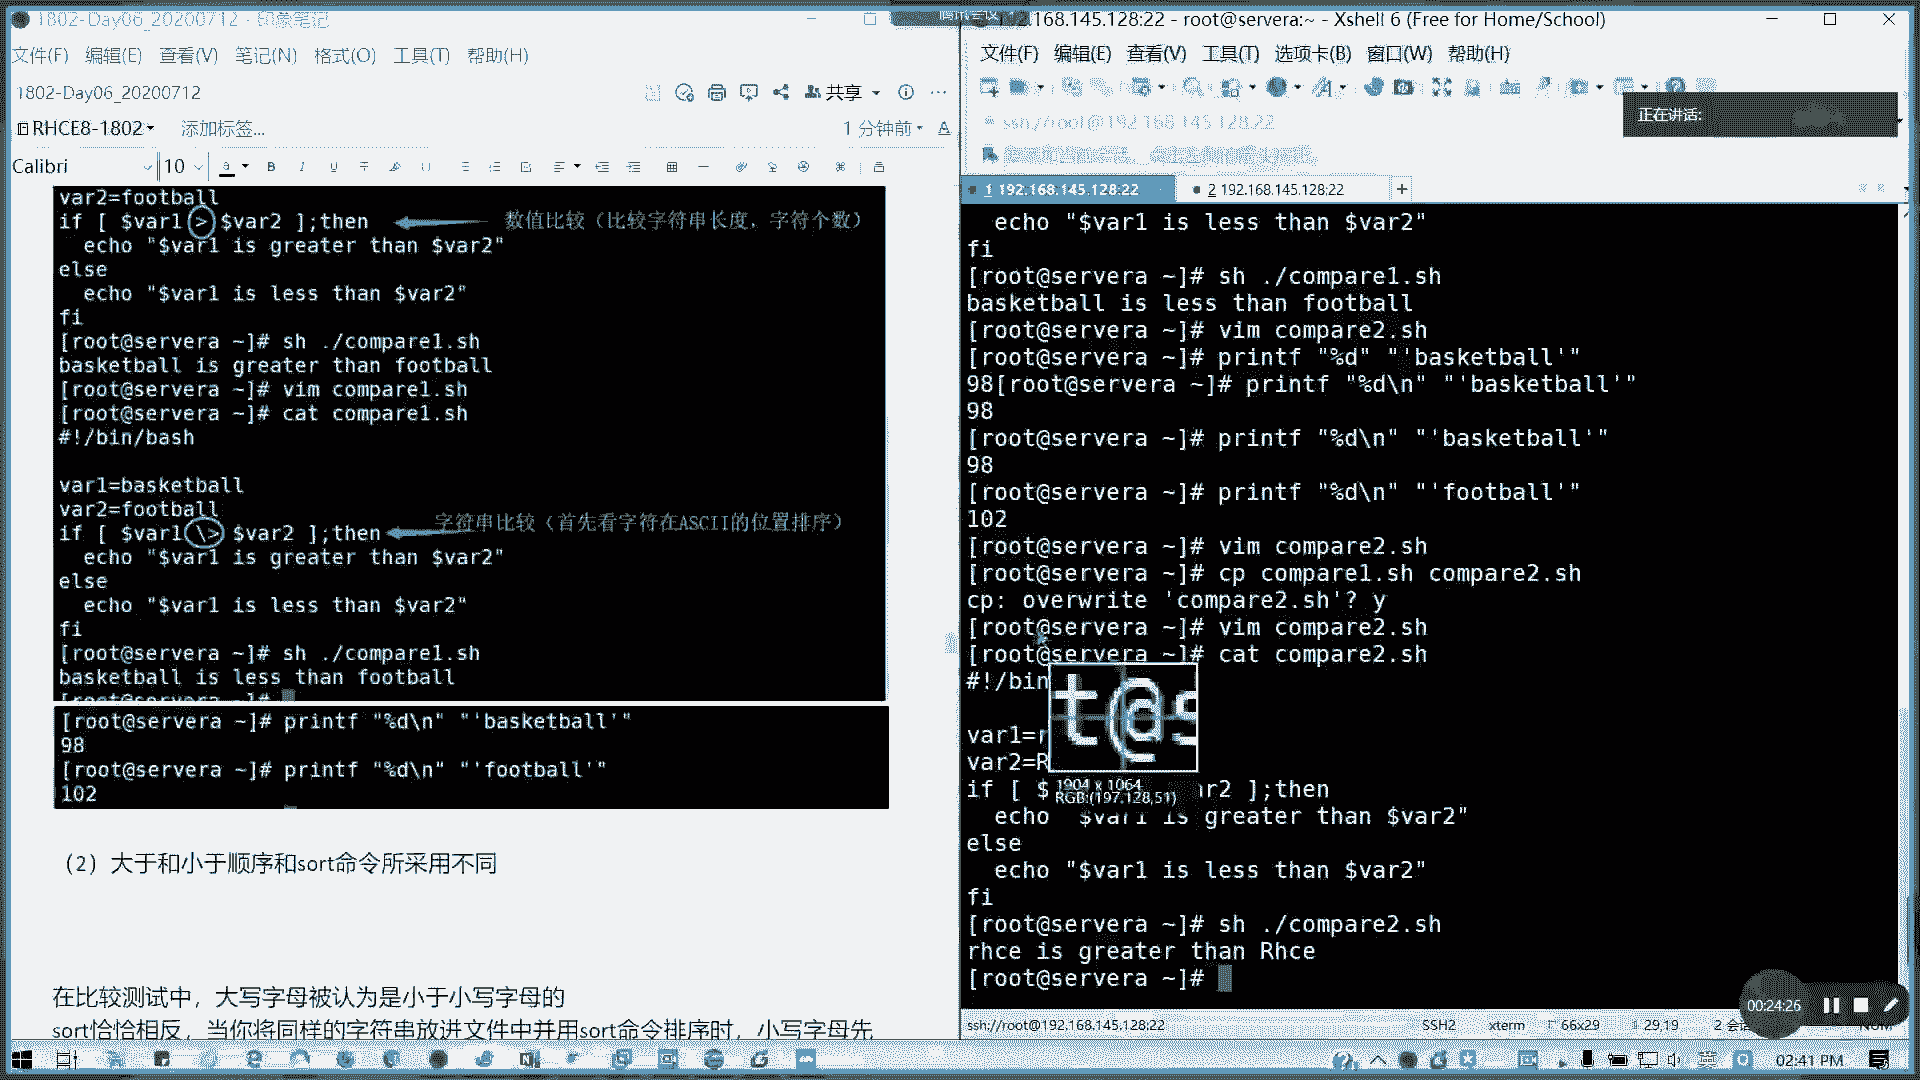 1802-Day06_20200712 - 印象笔记
文件(F) 编辑(E) 查看(V) 笔记(N) 格式(O) 工具(T) 帮助(H)
1802-Day06_20200712
共享
RHCE8-1802
添加标签...
1 分钟前
Calibri 10
var2=football
if [ $var1 > $var2 ];then
数值比较（比较字符串长度，字符个数）
echo "$var1 is greater than $var2"
else
echo "$var1 is less than $var2"
fi
[root@servera ~]# sh ./compare1.sh
basketball is greater than football
[root@servera ~]# vim compare1.sh
[root@servera ~]# cat compare1.sh
#!/bin/bash
var1=basketball
var2=football
if [ $var1 \> $var2 ];then
字符串比较（首先看字符在ASCII的位置排序）
echo "$var1 is greater than $var2"
else
echo "$var1 is less than $var2"
fi
[root@servera ~]# sh ./compare1.sh
basketball is less than football
[root@servera ~]#
[root@servera ~]# printf "%d\n" "'basketball'"
98
[root@servera ~]# printf "%d\n" "'football'"
102
（2）大于和小于顺序和sort命令所采用不同
在比较测试中，大写字母被认为是小于小写字母的
sort恰恰相反，当你将同样的字符串放进文件中并用sort命令排序时，小写字母先
192.168.145.128:22 - root@servera:~ - Xshell 6 (Free for Home/School)
文件(F) 编辑(E) 查看(V) 工具(T) 选项卡(B) 窗口(W) 帮助(H)
ssh://root@192.168.145.128:22
正在讲话:
1 192.168.145.128:22
2 192.168.145.128:22
echo "$var1 is less than $var2"
fi
[root@servera ~]# sh ./compare1.sh
basketball is less than football
[root@servera ~]# vim compare2.sh
[root@servera ~]# printf "%d" "'basketball'"
98[root@servera ~]# printf "%d\n" "'basketball'"
98
[root@servera ~]# printf "%d\n" "'basketball'"
98
[root@servera ~]# printf "%d\n" "'football'"
102
[root@servera ~]# vim compare2.sh
[root@servera ~]# cp compare1.sh compare2.sh
cp: overwrite 'compare2.sh'? y
[root@servera ~]# vim compare2.sh
[root@servera ~]# cat compare2.sh
#!/bin
t@s
var1=r
var2=R
1904 x 1064
RGB:(197,128,51)
if [ $ r2 ];then
echo "$var1 is greater than $var2"
else
echo "$var1 is less than $var2"
fi
[root@servera ~]# sh ./compare2.sh
rhce is greater than Rhce
[root@servera ~]#
00:24:26
ssh://root@192.168.145.128:22
SSH2
xterm
66x29
29,19
2 会
NUM
英
02:41 PM